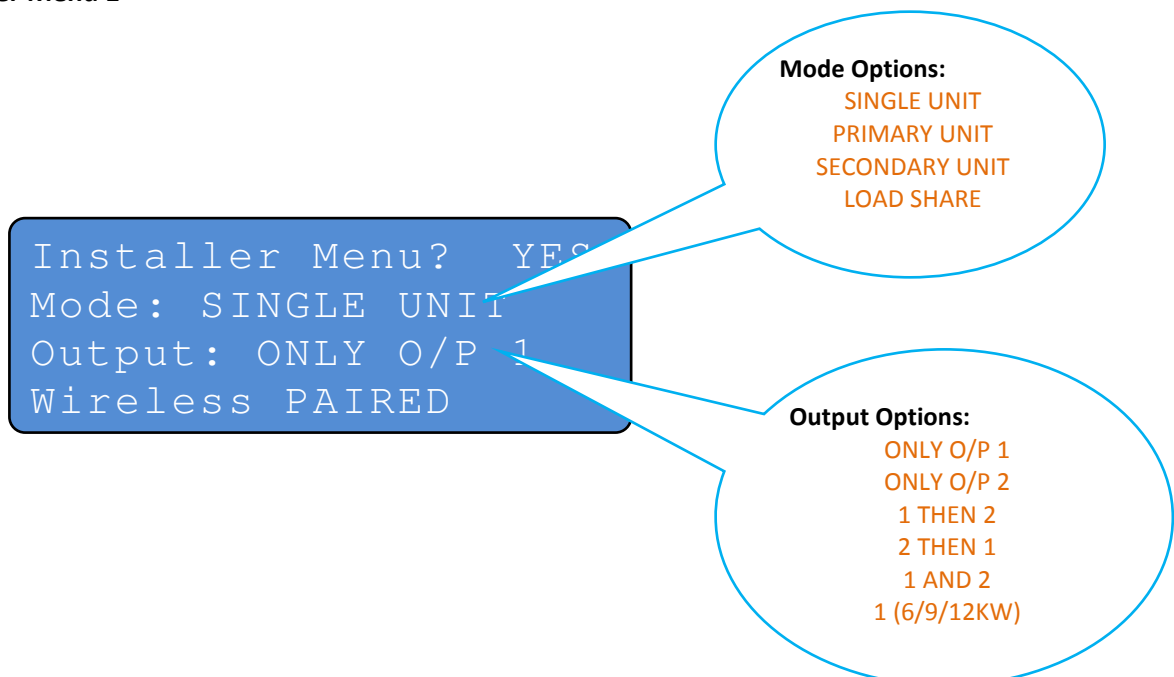 Mode Options:
SINGLE UNIT
PRIMARY UNIT
SECONDARY UNIT
LOAD SHARE
Installer Menu? YES
Mode: SINGLE UNIT
Output: ONLY O/P 1
Wireless PAIRED
Output Options:
ONLY O/P 1
ONLY O/P 2
1 THEN 2
2 THEN 1
1 AND 2
1 (6/9/12KW)